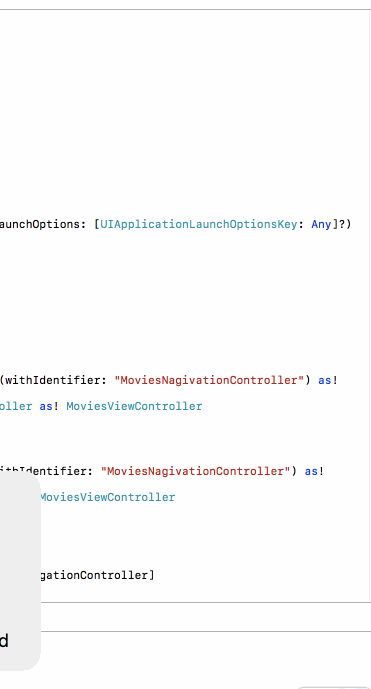 aunchOptions: [UIApplicationLaunchOptionsKey: Any]?)
(withIdentifier: "MoviesNagivationController") as!
oller as! MoviesViewController
ithIdentifier: "MoviesNagivationController") as!
MoviesViewController
gationController]
d